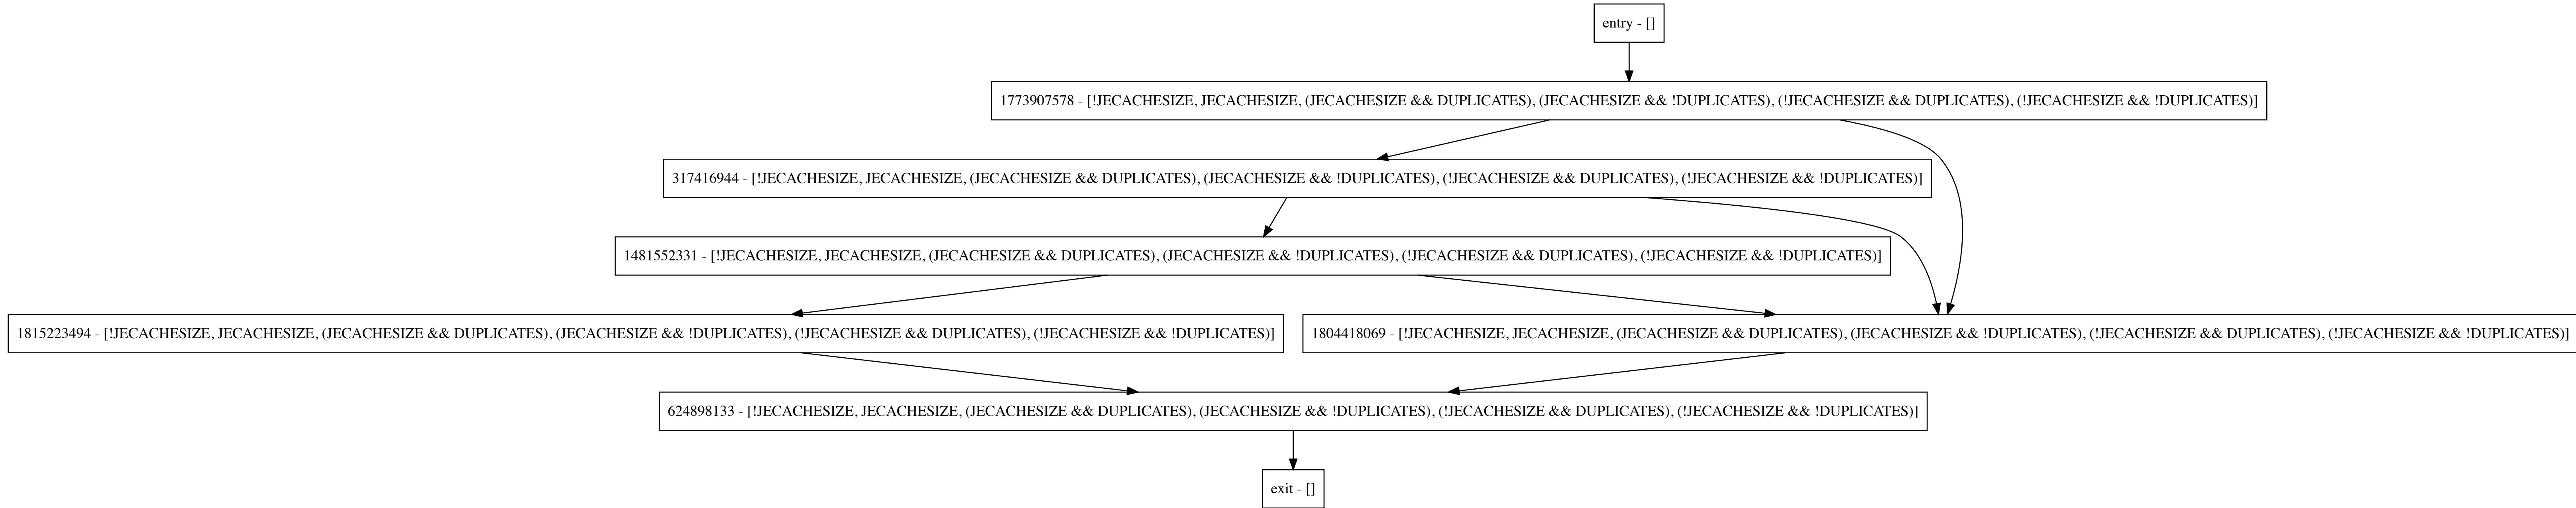 entry - []
1773907578 - [!JECACHESIZE, JECACHESIZE, (JECACHESIZE && DUPLICATES), (JECACHESIZE && !DUPLICATES), (!JECACHESIZE && DUPLICATES), (!JECACHESIZE && !DUPLICATES)]
317416944 - [!JECACHESIZE, JECACHESIZE, (JECACHESIZE && DUPLICATES), (JECACHESIZE && !DUPLICATES), (!JECACHESIZE && DUPLICATES), (!JECACHESIZE && !DUPLICATES)]
1481552331 - [!JECACHESIZE, JECACHESIZE, (JECACHESIZE && DUPLICATES), (JECACHESIZE && !DUPLICATES), (!JECACHESIZE && DUPLICATES), (!JECACHESIZE && !DUPLICATES)]
1815223494 - [!JECACHESIZE, JECACHESIZE, (JECACHESIZE && DUPLICATES), (JECACHESIZE && !DUPLICATES), (!JECACHESIZE && DUPLICATES), (!JECACHESIZE && !DUPLICATES)]
1804418069 - [!JECACHESIZE, JECACHESIZE, (JECACHESIZE && DUPLICATES), (JECACHESIZE && !DUPLICATES), (!JECACHESIZE && DUPLICATES), (!JECACHESIZE && !DUPLICATES)]
624898133 - [!JECACHESIZE, JECACHESIZE, (JECACHESIZE && DUPLICATES), (JECACHESIZE && !DUPLICATES), (!JECACHESIZE && DUPLICATES), (!JECACHESIZE && !DUPLICATES)]
exit - []